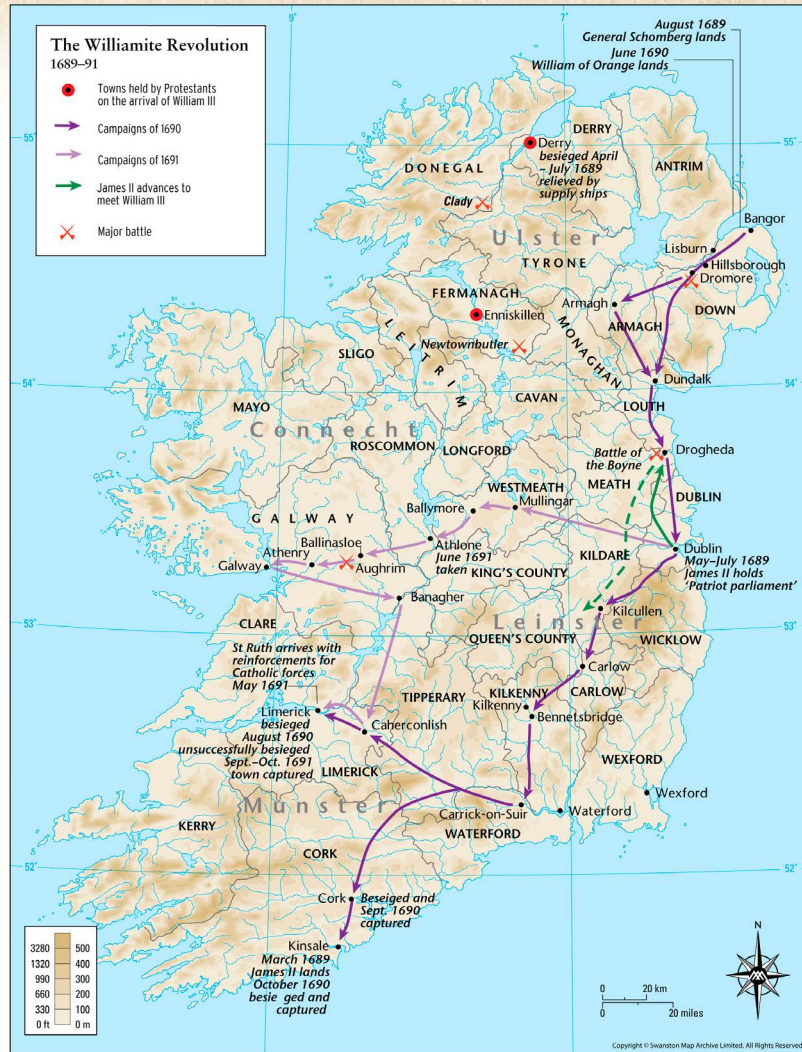 9°
7°
August 1689
General Schomberg lands
June 1690
William of Orange lands
The Williamite Revolution
1689–91
Towns held by Protestants
on the arrival of William III
Campaigns of 1690
Campaigns of 1691
James II advances to
meet William III
Major battle
55°
55°
DERRY
Derry
besieged April
– July 1689
relieved by
supply ships
DONEGAL
ANTRIM
Clady
Bangor
Ulster
Lisburn
Hillsborough
TYRONE
Dromore
FERMANAGH
Armagh
DOWN
Enniskillen
ARMAGH
LEITRIM
MONAGHAN
Newtownbutler
SLIGO
54°
54°
Dundalk
CAVAN
LOUTH
MAYO
Connecht
ROSCOMMON
LONGFORD
Battle of
the Boyne
Drogheda
MEATH
WESTMEATH
Mullingar
DUBLIN
Ballymore
GALWAY
Ballinasloe
Athlone
June 1691
taken
Dublin
May–July 1689
James II holds
‘Patriot parliament’
Athenry
KILDARE
Galway
Aughrim
KING'S COUNTY
Banagher
Kilcullen
Leinster
CLARE
53°
53°
QUEEN'S COUNTY
WICKLOW
St Ruth arrives with
reinforcements for
Catholic forces
May 1691
Carlow
TIPPERARY
KILKENNY
CARLOW
Kilkenny
Limerick
besieged
August 1690
unsuccessfully besieged
Sept.–Oct. 1691
town captured
Bennetsbridge
Caherconlish
WEXFORD
LIMERICK
Wexford
Munster
Carrick-on-Suir
Waterford
KERRY
WATERFORD
52°
52°
CORK
Cork
Beseiged and
Sept. 1690
captured
Kinsale
March 1689
James II lands
October 1690
besie ged and
captured
3280
500
1320
400
990
300
660
200
330
100
0 ft
0 m
N
0
20 km
0
20 miles
Copyright © Swanston Map Archive Limited. All Rights Reserved